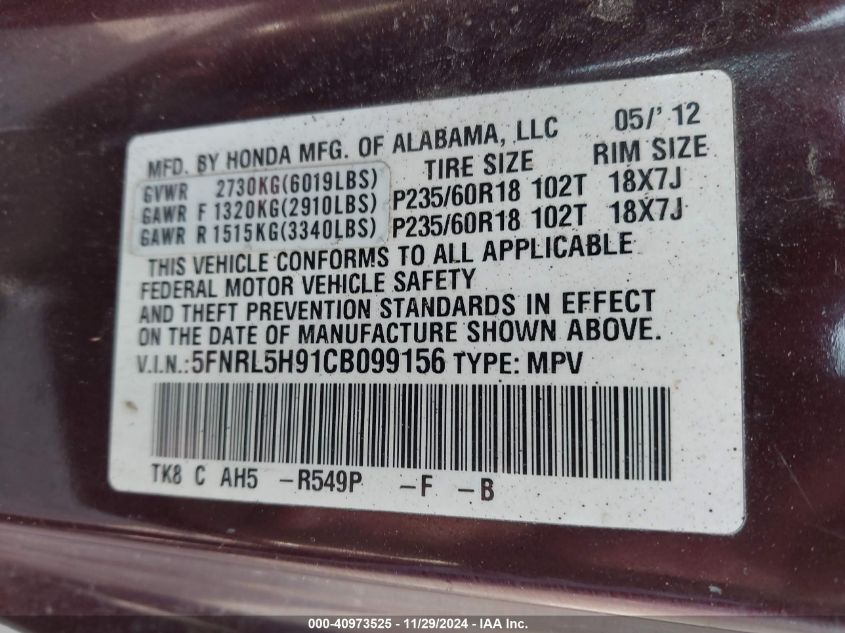 MFD. BY HONDA MFG. OF ALABAMA, LLC 05/' 12
TIRE SIZE RIM SIZE
GVWR 2730KG(6019LBS)
GAWR F 1320KG(2910LBS) P235/60R18 102T 18X7J
GAWR R 1515KG(3340LBS) P235/60R18 102T 18X7J
THIS VEHICLE CONFORMS TO ALL APPLICABLE
FEDERAL MOTOR VEHICLE SAFETY
AND THEFT PREVENTION STANDARDS IN EFFECT
ON THE DATE OF MANUFACTURE SHOWN ABOVE.
V.I.N.:5FNRL5H91CB099156 TYPE: MPV
TK8 C AH5 -R549P -F -B
000-40973525 - 11/29/2024 - IAA Inc.